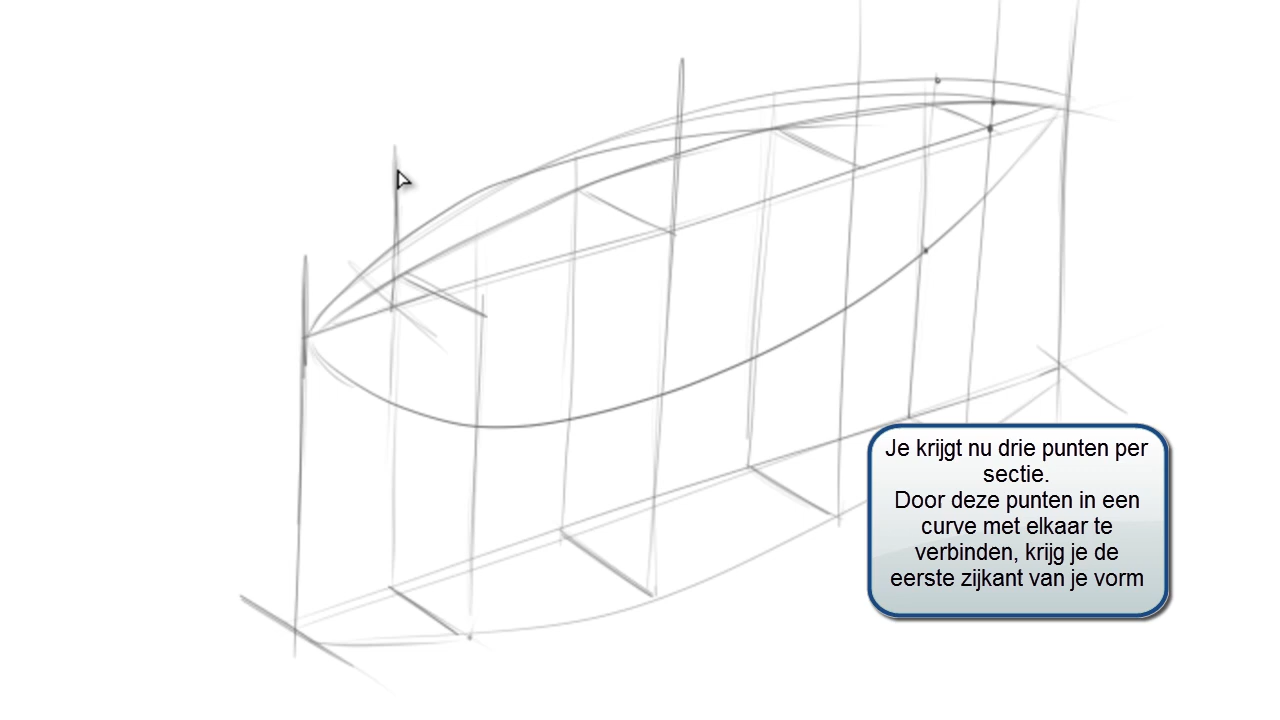 Je krijgt nu drie punten per
sectie.
Door deze punten in een
curve met elkaar te
verbinden, krijg je de
eerste zijkant van je vorm